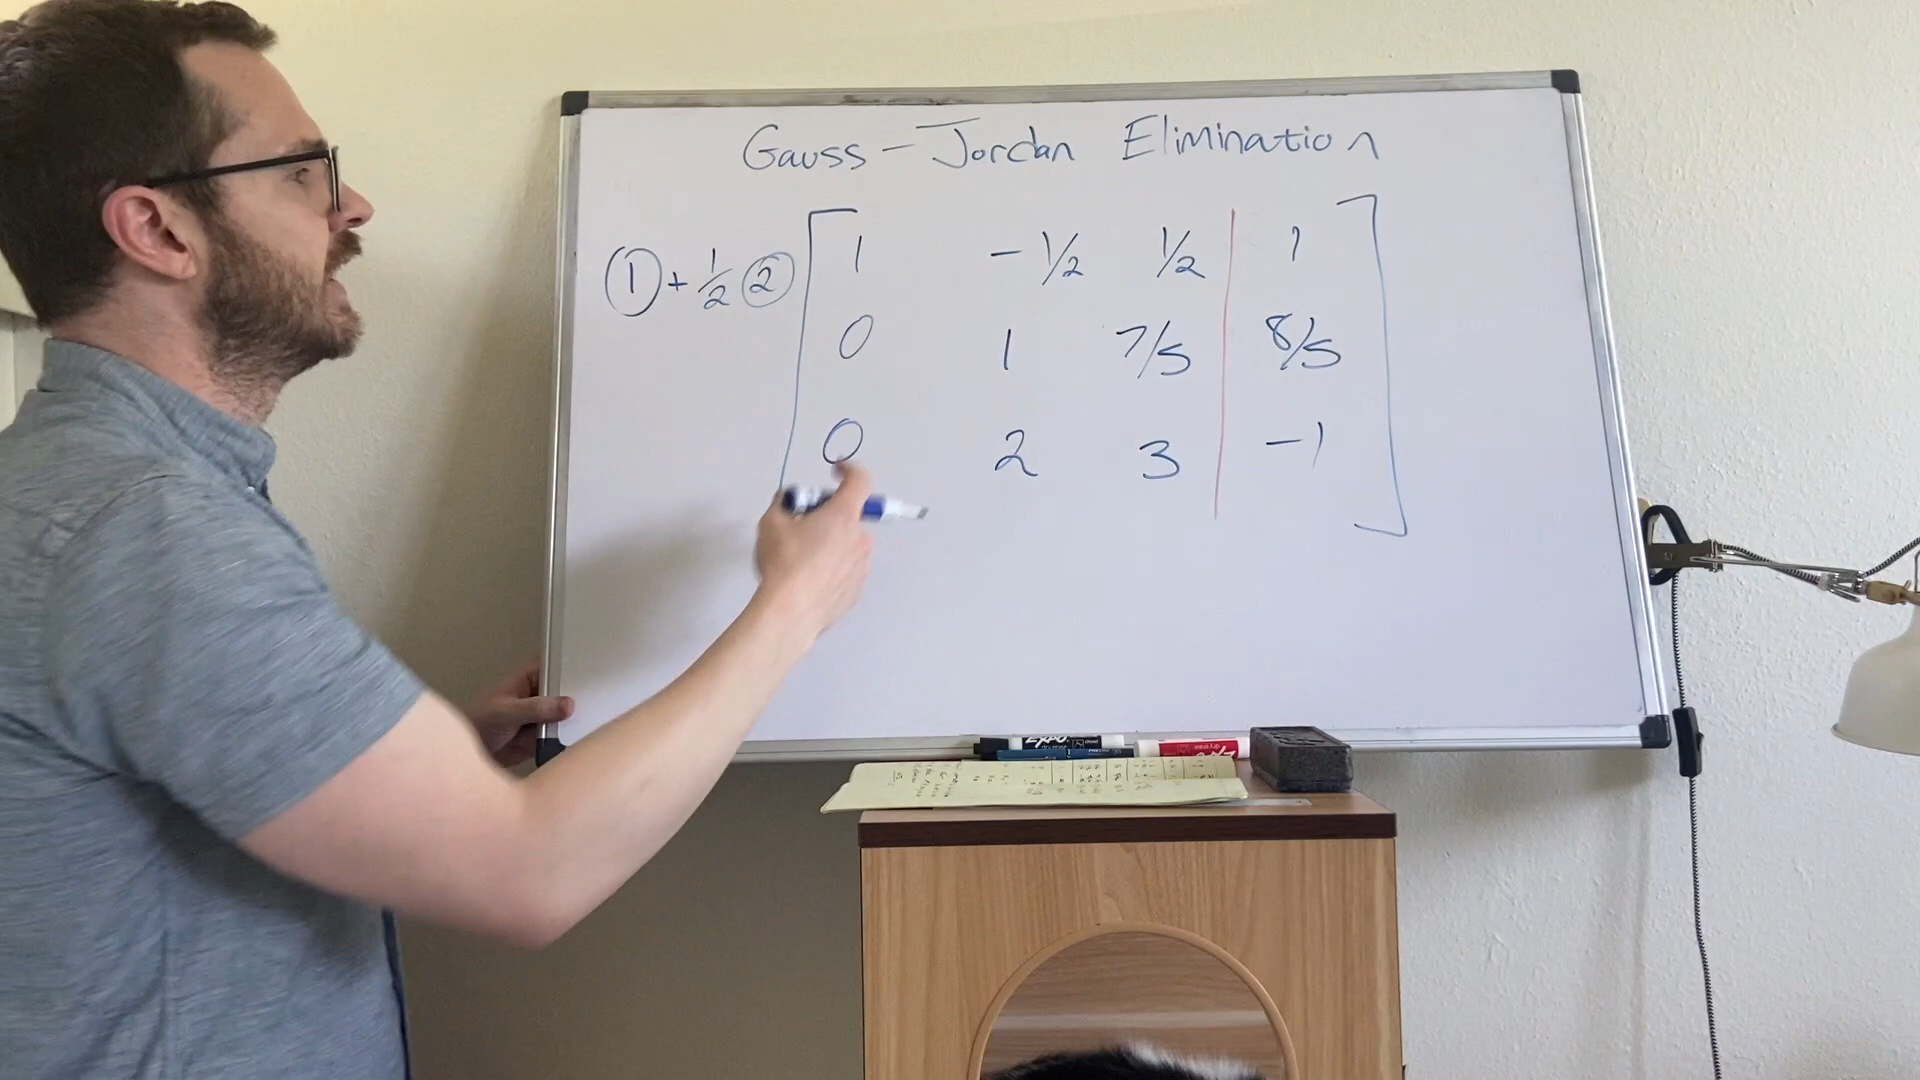 Gauss - Jordan Elimination
① + 1/2 ② 1 - 1/2 1/2 1
0 1 7/5 8/5
0 2 3 -1
EXPO